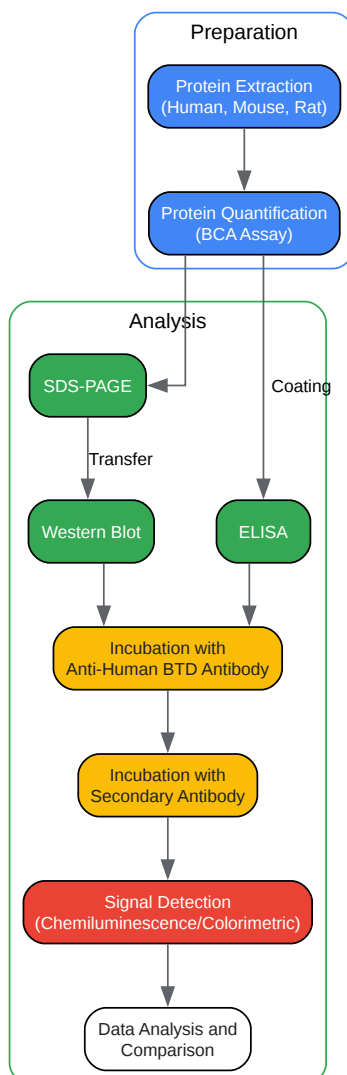 Preparation
Protein Extraction
(Human, Mouse, Rat)
Protein Quantification
(BCA Assay)
Analysis
SDS-PAGE
Coating
Transfer
Western Blot
ELISA
Incubation with
Anti-Human BTD Antibody
Incubation with
Secondary Antibody
Signal Detection
(Chemiluminescence/Colorimetric)
Data Analysis and
Comparison